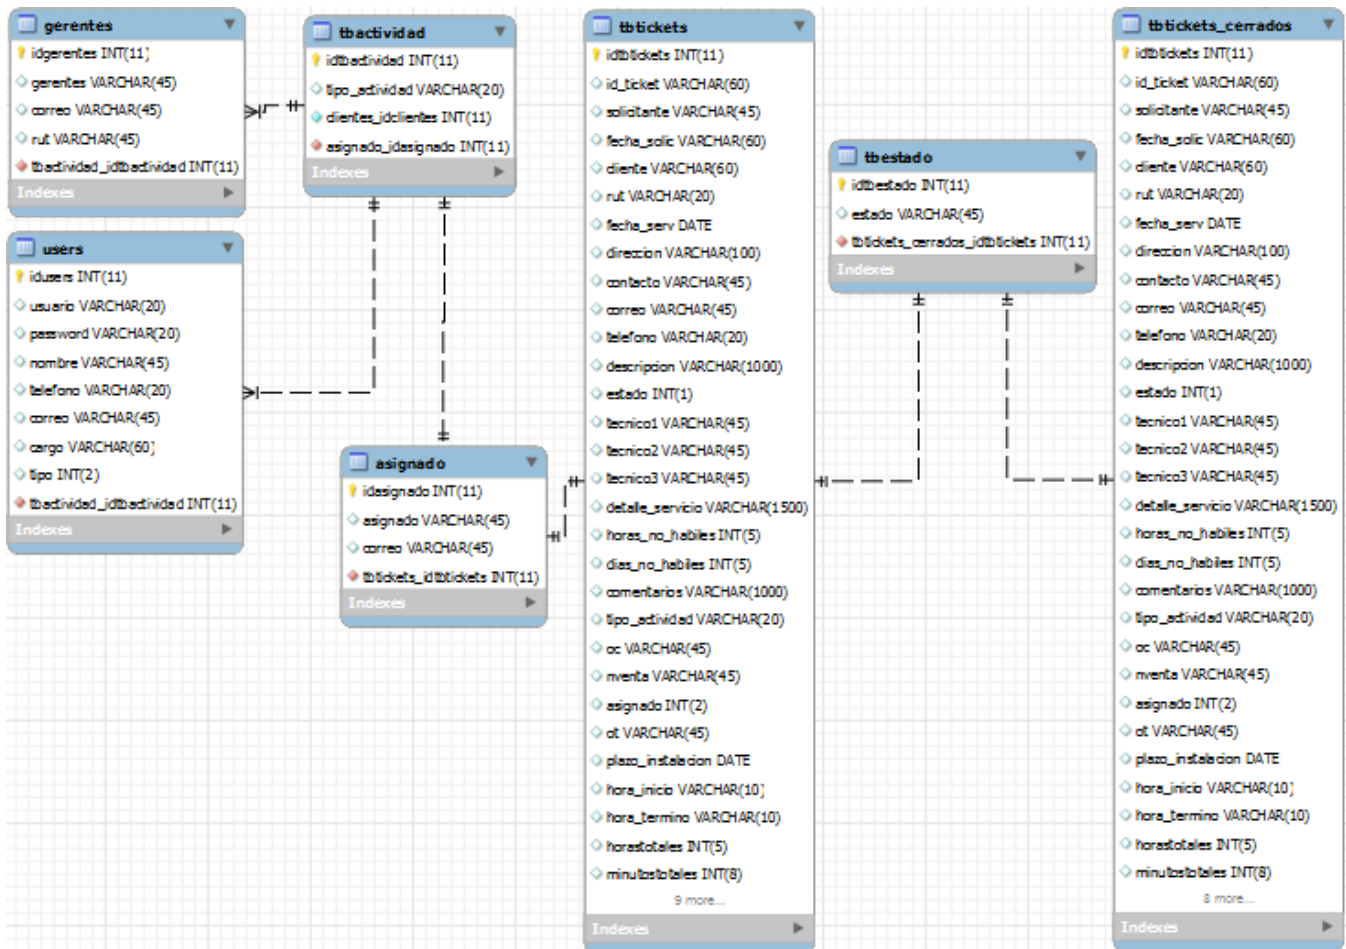 gerentes
idgerentes INT(11)
gerentes VARCHAR(45)
correo VARCHAR(45)
rut VARCHAR(45)
tbactividad_idtbactividad INT(11)
Indexes
users
idusers INT(11)
usuario VARCHAR(20)
password VARCHAR(20)
nombre VARCHAR(45)
telefono VARCHAR(20)
correo VARCHAR(45)
cargo VARCHAR(60)
tipo INT(2)
tbactividad_idtbactividad INT(11)
Indexes
tbactividad
idtbactividad INT(11)
tipo_actividad VARCHAR(20)
clientes_idclientes INT(11)
asignado_idasignado INT(11)
Indexes
asignado
idasignado INT(11)
asignado VARCHAR(45)
correo VARCHAR(45)
tbtickets_idtbtickets INT(11)
Indexes
tbtickets
idtbtickets INT(11)
id_ticket VARCHAR(60)
solicitante VARCHAR(45)
fecha_solic VARCHAR(60)
cliente VARCHAR(60)
rut VARCHAR(20)
fecha_serv DATE
direccion VARCHAR(100)
contacto VARCHAR(45)
correo VARCHAR(45)
telefono VARCHAR(20)
descripcion VARCHAR(1000)
estado INT(1)
tecnico1 VARCHAR(45)
tecnico2 VARCHAR(45)
tecnico3 VARCHAR(45)
detalle_servicio VARCHAR(1500)
horas_no_habiles INT(5)
dias_no_habiles INT(5)
comentarios VARCHAR(1000)
tipo_actividad VARCHAR(20)
oc VARCHAR(45)
nventa VARCHAR(45)
asignado INT(2)
ot VARCHAR(45)
plazo_instalacion DATE
hora_inicio VARCHAR(10)
hora_termino VARCHAR(10)
horastotales INT(5)
minutostotales INT(8)
9 more...
Indexes
tbestado
idtbestado INT(11)
estado VARCHAR(45)
tbtickets_cerrados_idtbtickets INT(11)
Indexes
tbtickets_cerrados
idtbtickets INT(11)
id_ticket VARCHAR(60)
solicitante VARCHAR(45)
fecha_solic VARCHAR(60)
cliente VARCHAR(60)
rut VARCHAR(20)
fecha_serv DATE
direccion VARCHAR(100)
contacto VARCHAR(45)
correo VARCHAR(45)
telefono VARCHAR(20)
descripcion VARCHAR(1000)
estado INT(1)
tecnico1 VARCHAR(45)
tecnico2 VARCHAR(45)
tecnico3 VARCHAR(45)
detalle_servicio VARCHAR(1500)
horas_no_habiles INT(5)
dias_no_habiles INT(5)
comentarios VARCHAR(1000)
tipo_actividad VARCHAR(20)
oc VARCHAR(45)
nventa VARCHAR(45)
asignado INT(2)
ot VARCHAR(45)
plazo_instalacion DATE
hora_inicio VARCHAR(10)
hora_termino VARCHAR(10)
horastotales INT(5)
minutostotales INT(8)
8 more...
Indexes